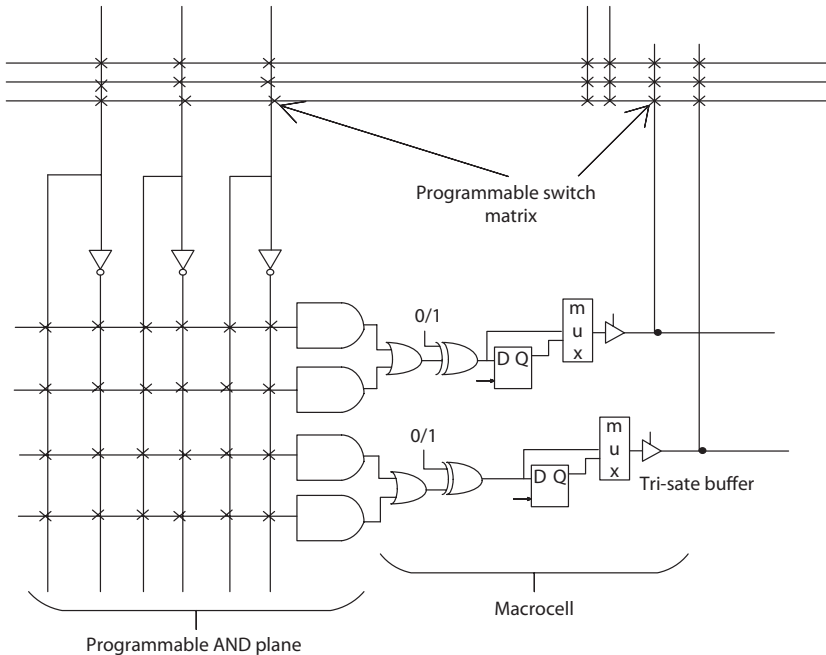 Programmable switch
matrix
0/1
m
u
x
D Q
0/1
m
u
x
D Q
Tri-sate buffer
Macrocell
Programmable AND plane